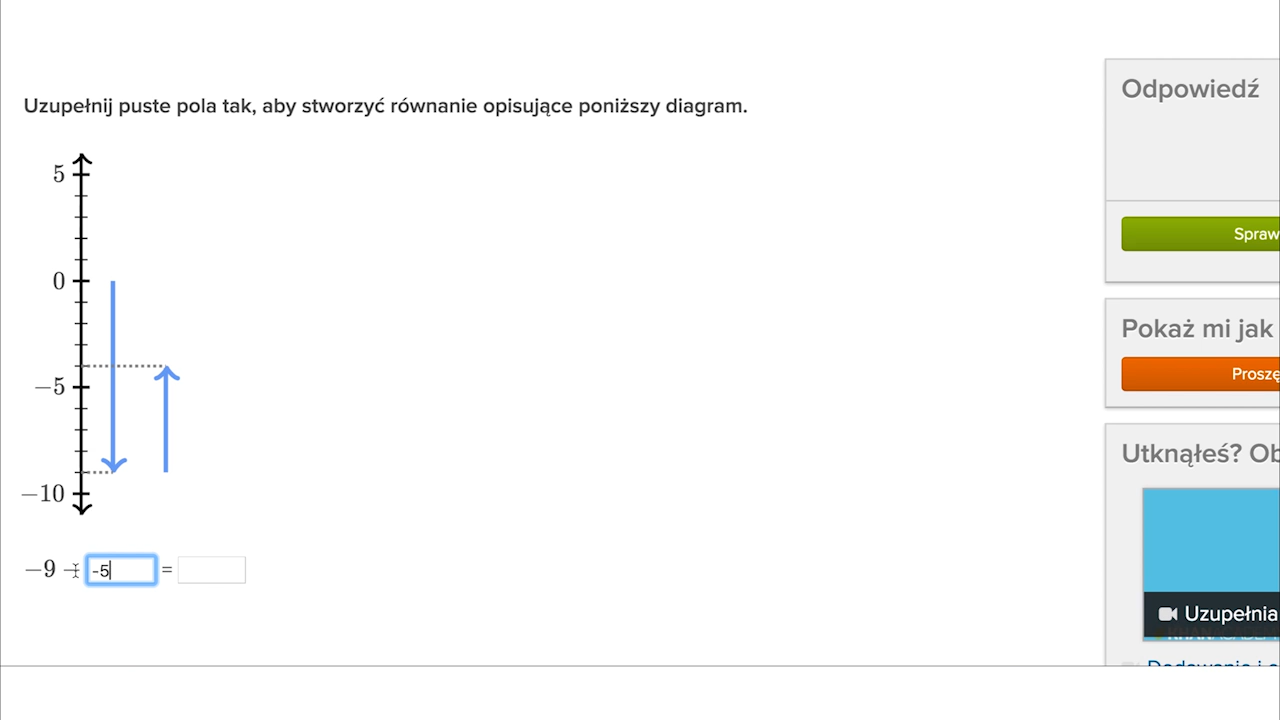 Uzupełnij puste pola tak, aby stworzyć równanie opisujące poniższy diagram.
5
0
−5
−10
−9 − -5 =
Odpowiedź
Spraw
Pokaż mi jak
Proszę
Utknąłeś? Ob
Uzupełnia